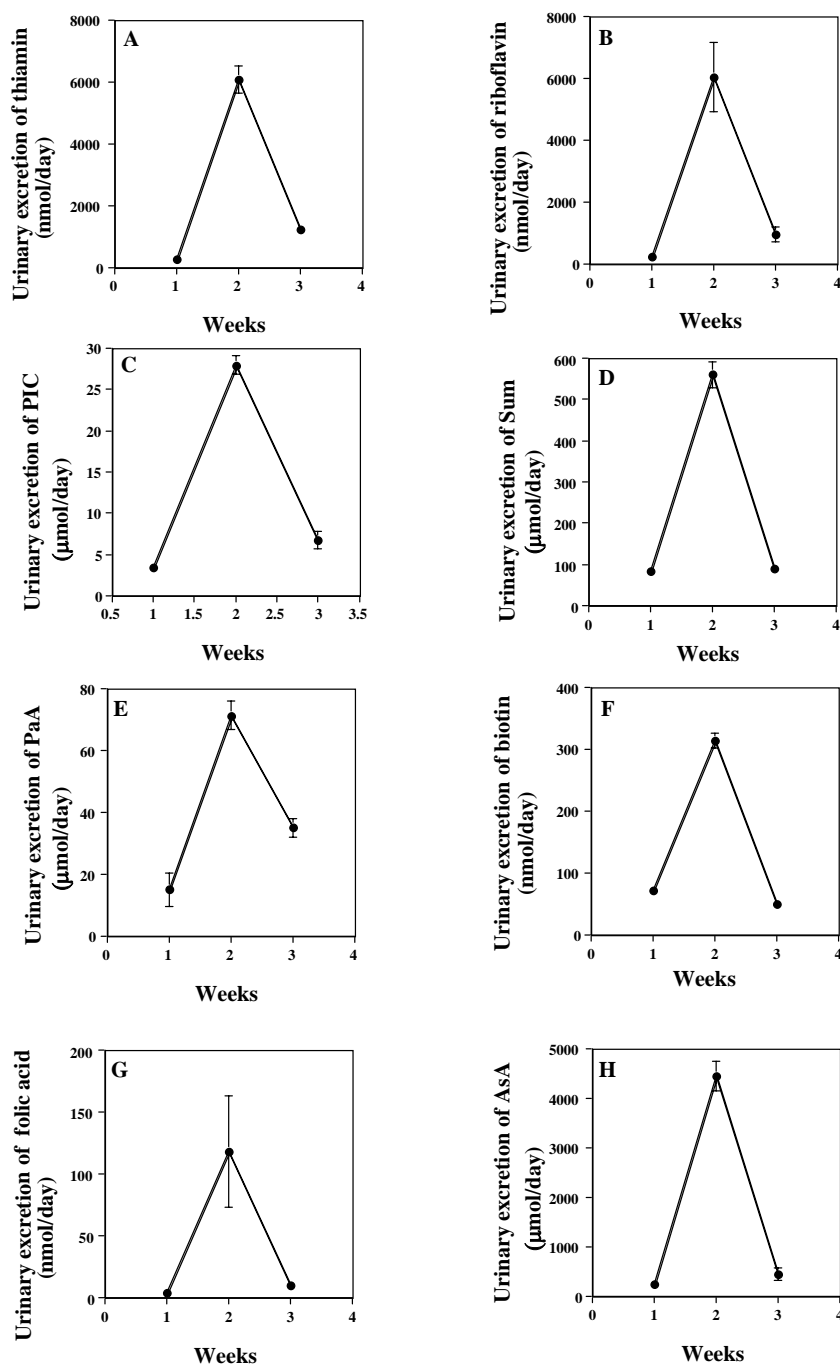 A
Urinary excretion of thiamin
(nmol/day)
8000
6000
4000
2000
0
0 1 2 3 4
Weeks
B
Urinary excretion of riboflavin
(nmol/day)
8000
6000
4000
2000
0
0 1 2 3 4
Weeks
C
Urinary excretion of PIC
(μmol/day)
30
25
20
15
10
5
0
0.5 1 1.5 2 2.5 3 3.5
Weeks
D
Urinary excretion of Sum
(μmol/day)
600
500
400
300
200
100
0
0 1 2 3 4
Weeks
E
Urinary excretion of PaA
(μmol/day)
80
60
40
20
0
0 1 2 3 4
Weeks
F
Urinary excretion of biotin
(nmol/day)
400
300
200
100
0
0 1 2 3 4
Weeks
G
Urinary excretion of folic acid
(nmol/day)
200
150
100
50
0
0 1 2 3 4
Weeks
H
Urinary excretion of AsA
(μmol/day)
5000
4000
3000
2000
1000
0
0 1 2 3 4
Weeks